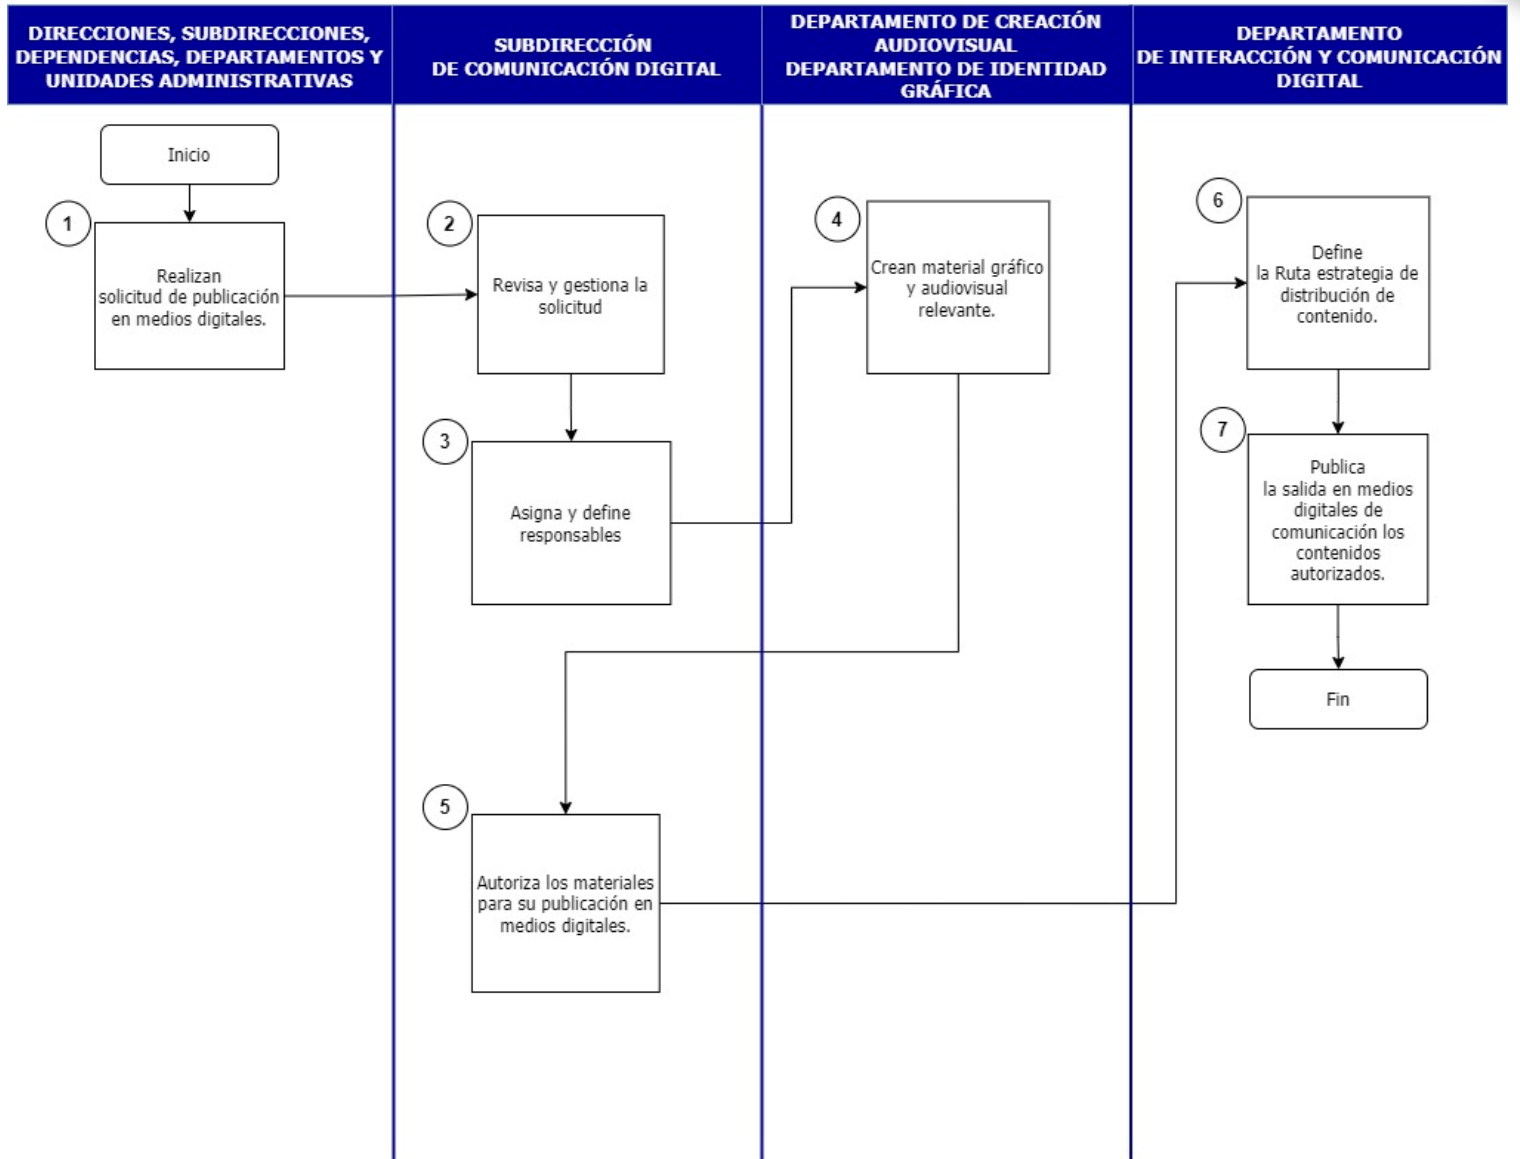 DIRECCIONES, SUBDIRECCIONES,
DEPENDENCIAS, DEPARTAMENTOS Y
UNIDADES ADMINISTRATIVAS
SUBDIRECCIÓN
DE COMUNICACIÓN DIGITAL
DEPARTAMENTO DE CREACIÓN
AUDIOVISUAL
DEPARTAMENTO DE IDENTIDAD
GRÁFICA
DEPARTAMENTO
DE INTERACCIÓN Y COMUNICACIÓN
DIGITAL
Inicio
1
Realizan
solicitud de publicación
en medios digitales.
2
Revisa y gestiona la
solicitud
3
Asigna y define
responsables
4
Crean material gráfico
y audiovisual
relevante.
5
Autoriza los materiales
para su publicación en
medios digitales.
6
Define
la Ruta estrategia de
distribución de
contenido.
7
Publica
la salida en medios
digitales de
comunicación los
contenidos
autorizados.
Fin